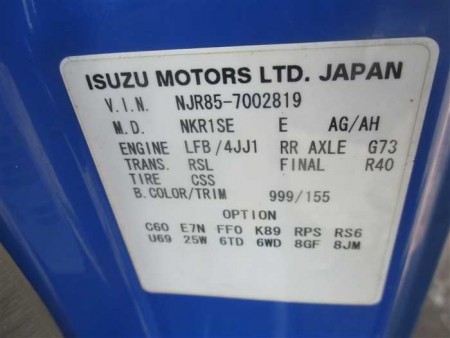 ISUZU MOTORS LTD. JAPAN
V.I.N. NJR85-7002819
M.D. NKR1SE E AG/AH
ENGINE LFB/4JJ1 RR AXLE G73
TRANS. RSL FINAL R40
TIRE CSS
B.COLOR/TRIM 999/155
OPTION
C60 E7N FF0 K89 RPS RS6
U69 25W 6TD 6WD 8GF 8JM